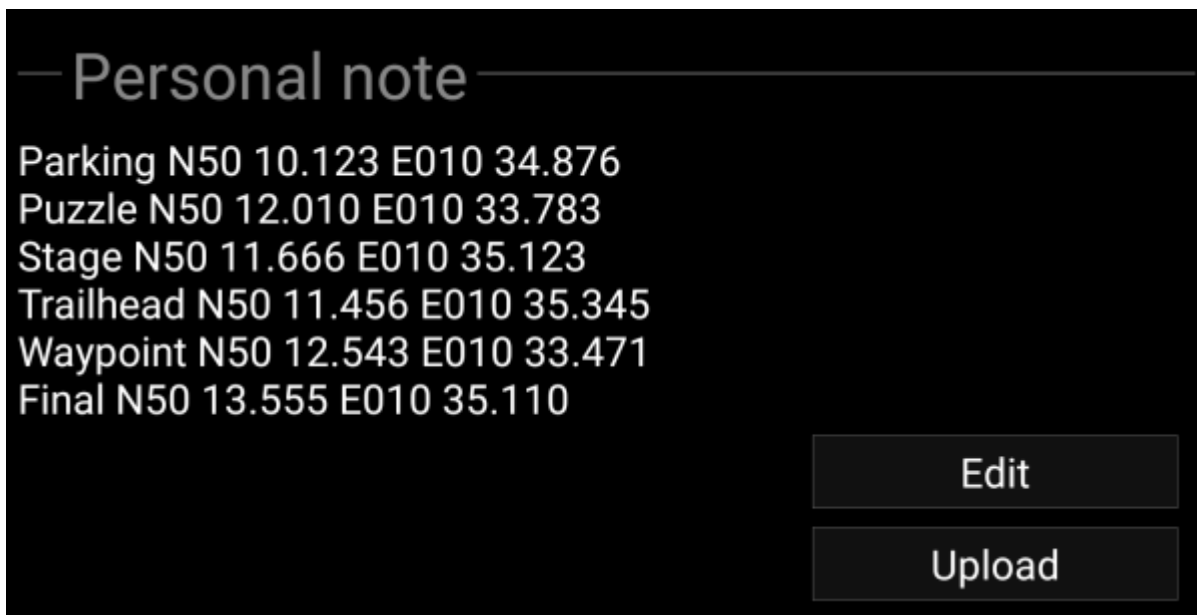 Personal note
Parking N50 10.123 E010 34.876
Puzzle N50 12.010 E010 33.783
Stage N50 11.666 E010 35.123
Trailhead N50 11.456 E010 35.345
Waypoint N50 12.543 E010 33.471
Final N50 13.555 E010 35.110
Edit
Upload